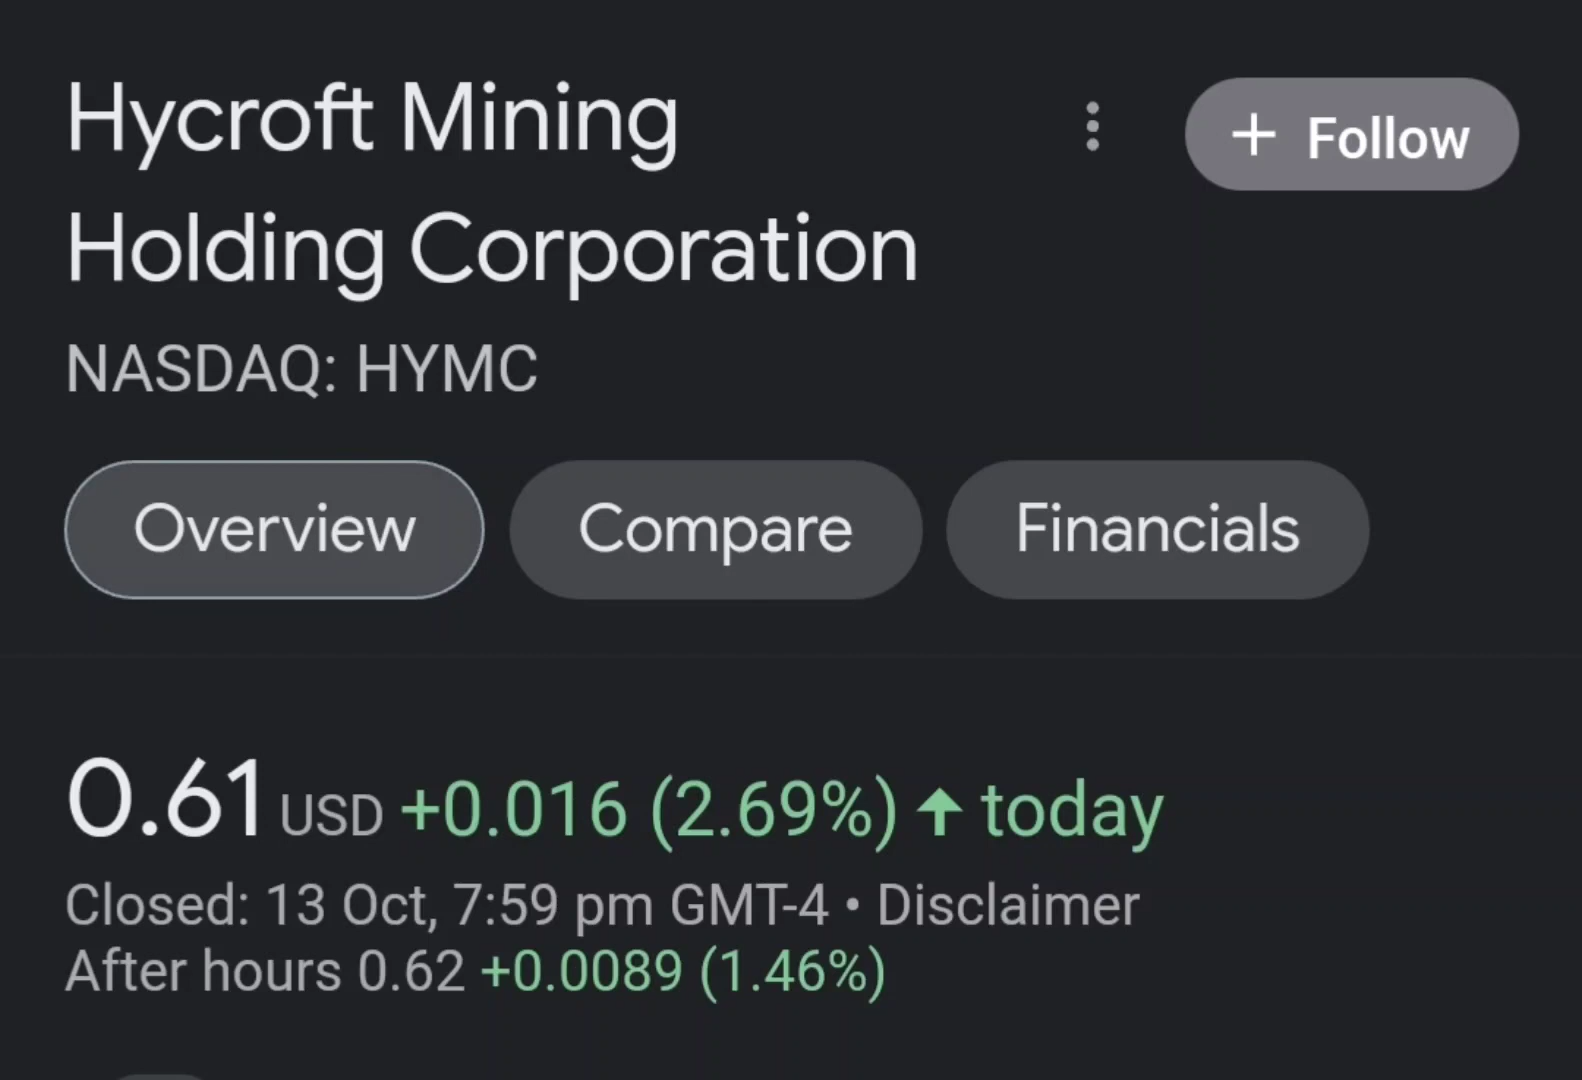 Hycroft Mining
Holding Corporation
+ Follow
NASDAQ: HYMC
Overview
Compare
Financials
0.61 USD +0.016 (2.69%) ↑ today
Closed: 13 Oct, 7:59 pm GMT-4 • Disclaimer
After hours 0.62 +0.0089 (1.46%)